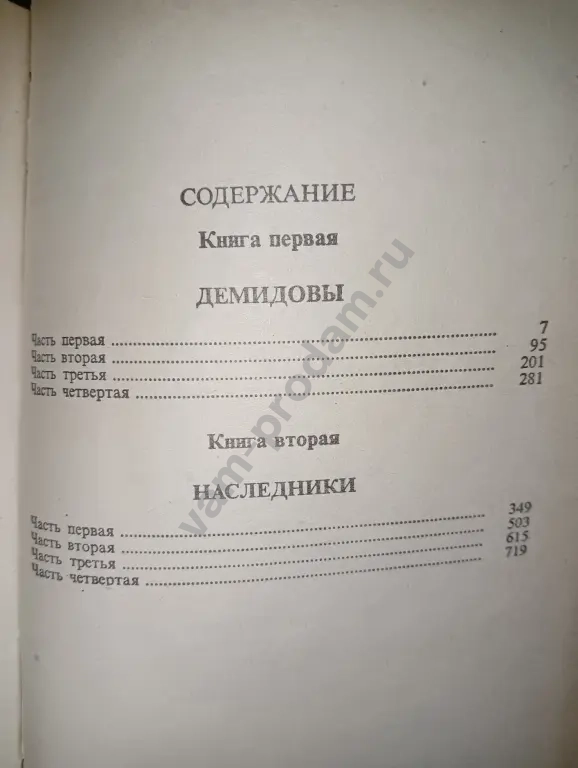 СОДЕРЖАНИЕ
Книга первая
ДЕМИДОВЫ
Часть первая ........ 7
Часть вторая ........ 95
Часть третья ........ 201
Часть четвертая ........ 281
Книга вторая
НАСЛЕДНИКИ
Часть первая ........ 349
Часть вторая ........ 503
Часть третья ........ 615
Часть четвертая ........ 719
vam-prodam.ru